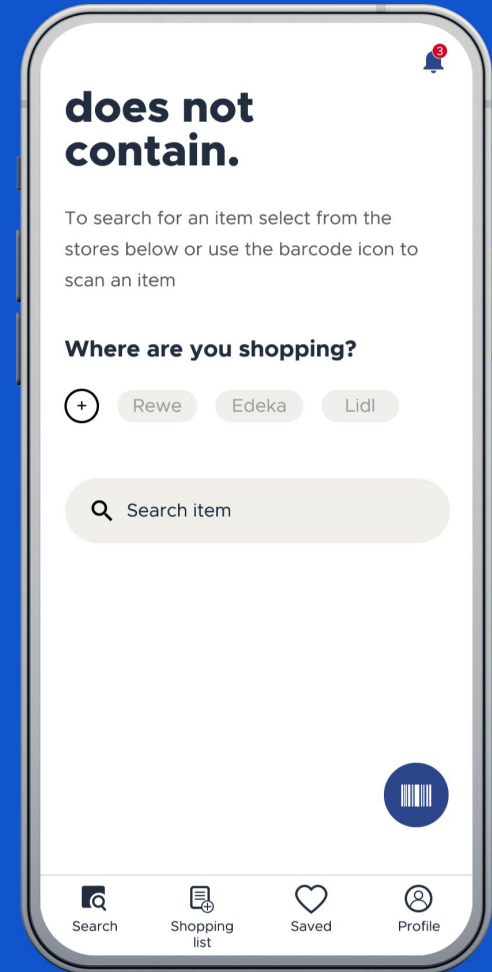 3
does not
contain.
To search for an item select from the
stores below or use the barcode icon to
scan an item
Where are you shopping?
+ Rewe Edeka Lidl
Search item
Search Shopping list Saved Profile